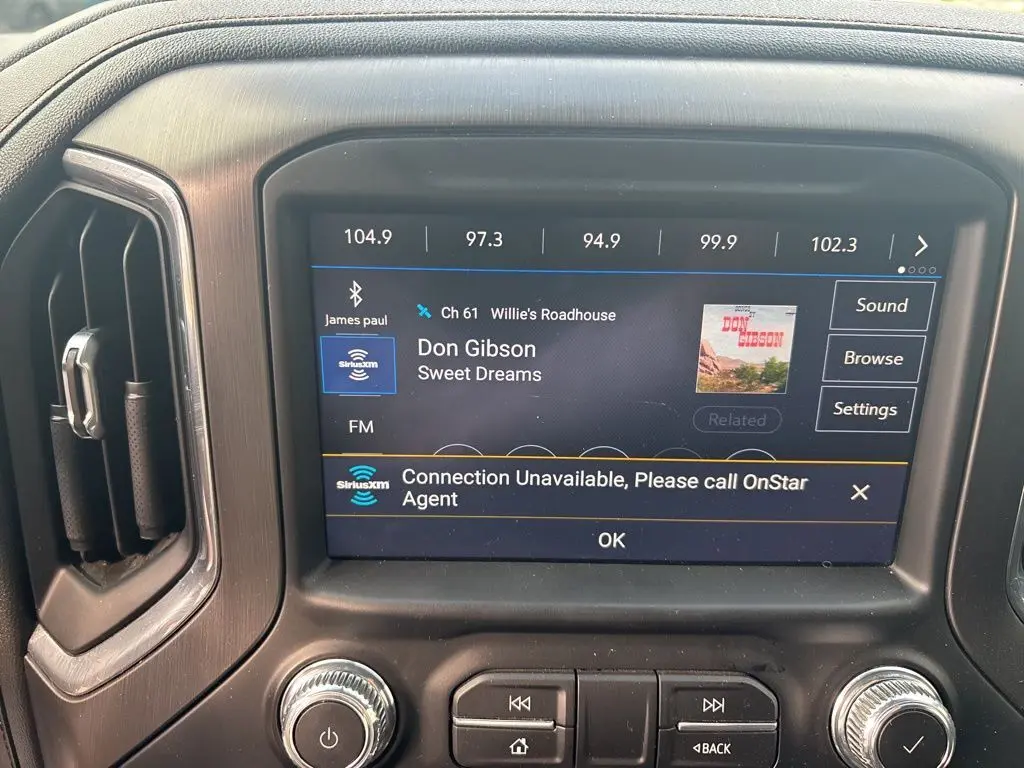 104.9 97.3 94.9 99.9 102.3
James paul
Ch 61 Willie's Roadhouse
Sound
SiriusXM
Don Gibson
Sweet Dreams
DON
GIBSON
Browse
FM
Related
Settings
SiriusXM
Connection Unavailable, Please call OnStar
Agent
OK
BACK